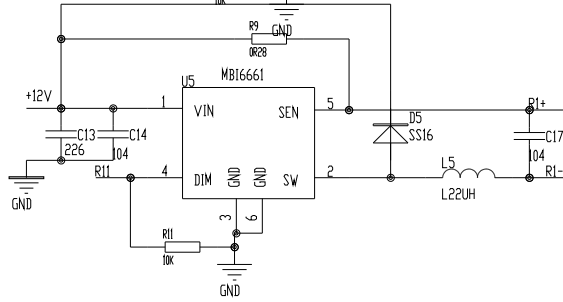 10K
R9
GND
0R28
MBI6661
U5
+12V
1
VIN
SEN
5
R1+
D5
SS16
C13
C14
C17
226
104
104
R11
4
DIM
GND
GND
SW
2
L5
R1-
GND
L22UH
3
6
R11
10K
GND